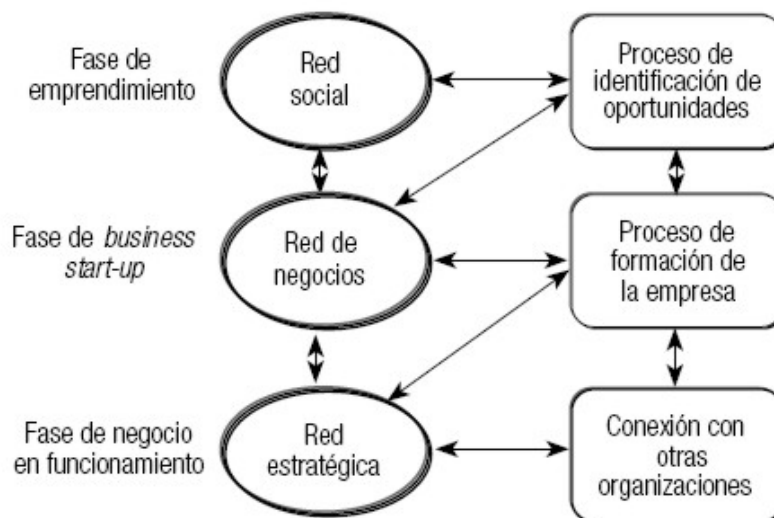 Fase de
emprendimiento
Red
social
Proceso de
identificación de
oportunidades
Fase de business
start-up
Red de
negocios
Proceso de
formación de
la empresa
Fase de negocio
en funcionamiento
Red
estratégica
Conexión con
otras
organizaciones